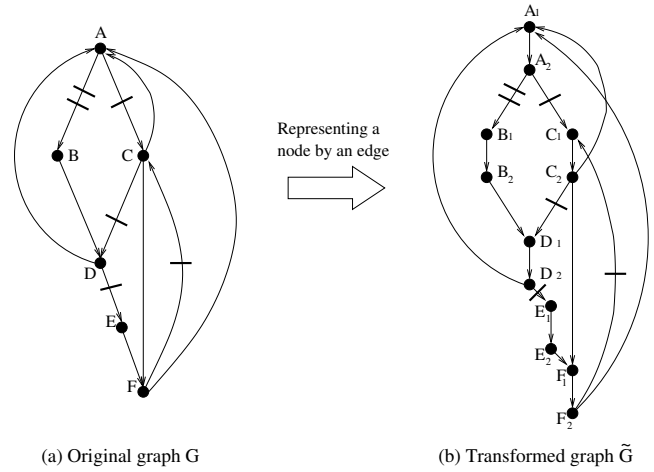 A
B
C
D
E
F
Representing a
node by an edge
A1
A2
B1
C1
B2
C2
D1
D2
E1
E2
F1
F2
(a) Original graph G
(b) Transformed graph G̃